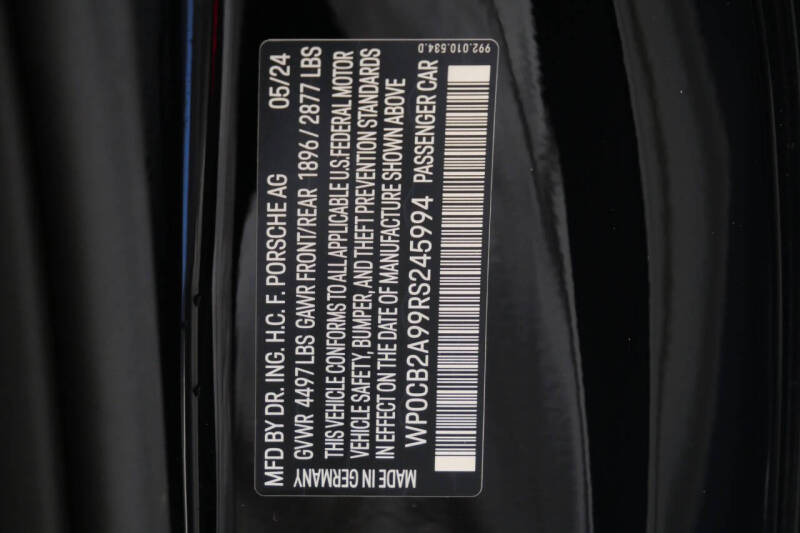 MFD BY DR. ING. H.C. F. PORSCHE AG 05/24
GVWR 4497 LBS GAWR FRONT/REAR 1896 / 2877 LBS
THIS VEHICLE CONFORMS TO ALL APPLICABLE U.S. FEDERAL MOTOR
VEHICLE SAFETY, BUMPER, AND THEFT PREVENTION STANDARDS
IN EFFECT ON THE DATE OF MANUFACTURE SHOWN ABOVE
WP0CB2A99RS245994 PASSENGER CAR
MADE IN GERMANY
992.010.534.D